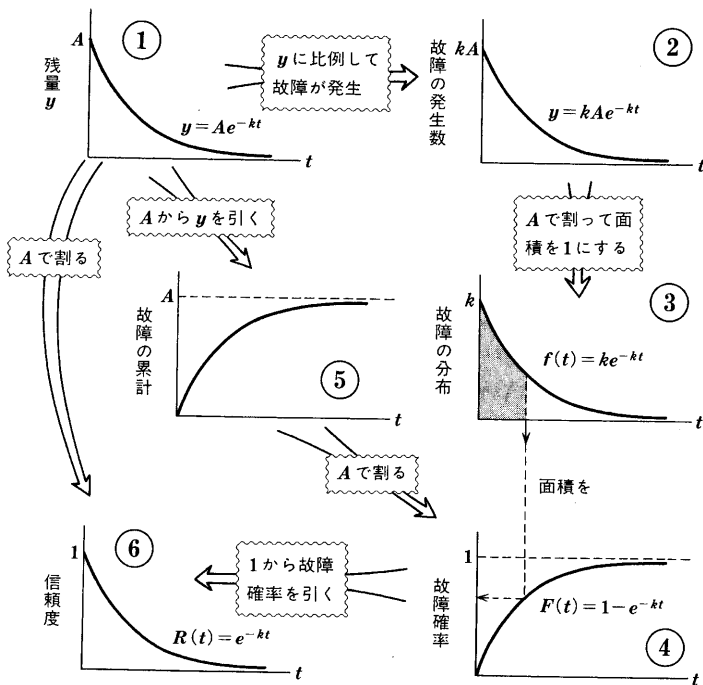 ①
A
残量 y
y=Ae^{-kt}
t
yに比例して
故障が発生
②
kA
故障の発生数
y=kAe^{-kt}
t
Aからyを引く
Aで割って面
積を1にする
Aで割る
③
k
故障の分布
f(t)=ke^{-kt}
t
A
故障の累計
⑤
t
Aで割る
面積を
⑥
1
信頼度
R(t)=e^{-kt}
t
1から故障
確率を引く
1
故障確率
F(t)=1-e^{-kt}
④
t